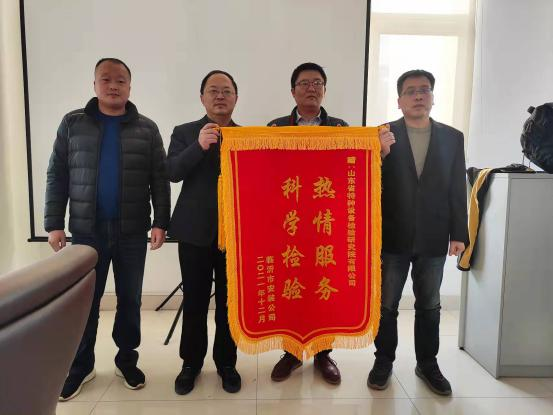 赠:山东省特种设备检验研究院有限公司
热情服务
科学检验
临沂市安装公司
二〇二一年十二月